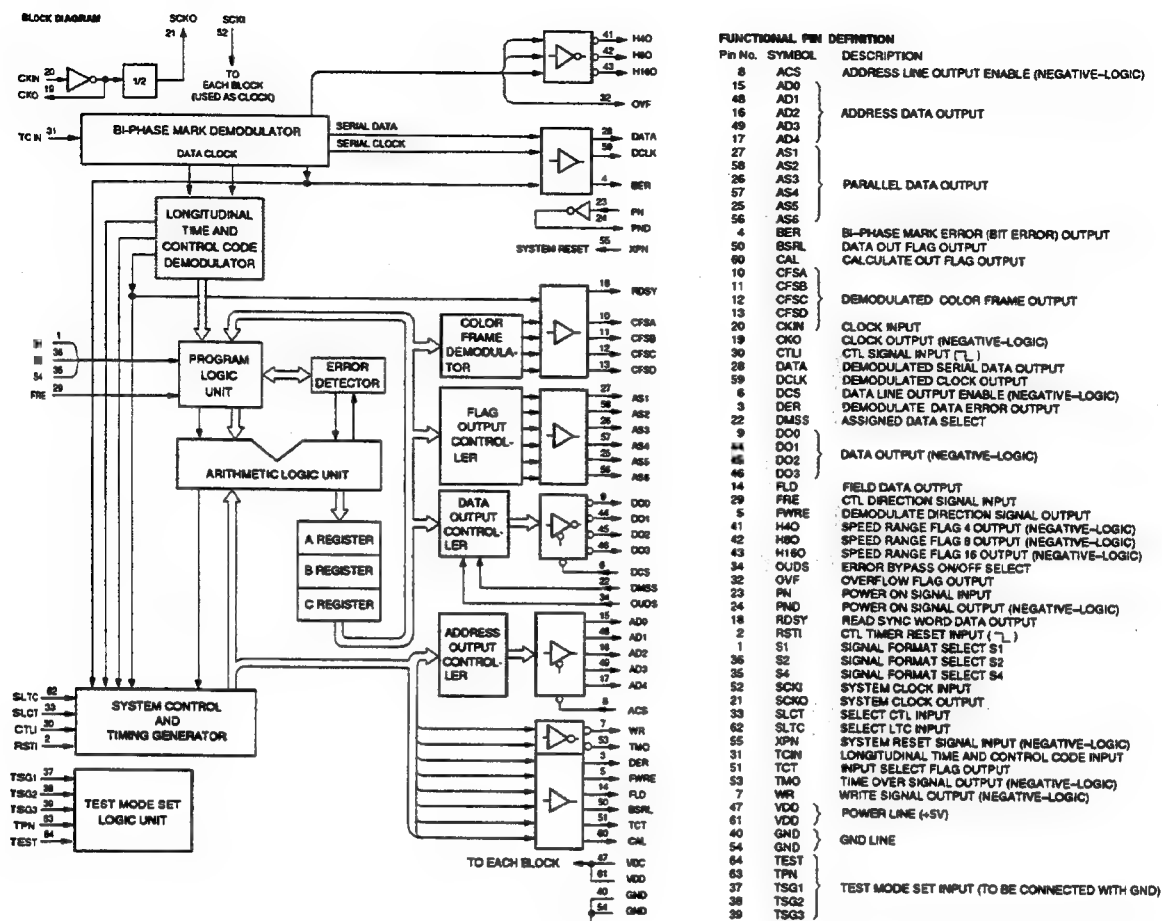 BLOCK DIAGRAM
SCKO
21
SCKI
52
CKIN 20
CKO 19
1/2
TO
EACH BLOCK
(USED AS CLOCK)
41 H4O
42 H8O
43 H16O
32 OVF
TC IN 31
BI-PHASE MARK DEMODULATOR
DATA CLOCK
SERIAL DATA
SERIAL CLOCK
28 DATA
59 DCLK
4 BER
LONGITUDINAL
TIME AND
CONTROL CODE
DEMODULATOR
23 PN
24 PND
SYSTEM RESET 55 XPN
18 RDSY
COLOR
FRAME
DEMODULA-
TOR
10 CFSA
11 CFSB
12 CFSC
13 CFSD
1
36
S4 35
FRE 29
PROGRAM
LOGIC
UNIT
ERROR
DETECTOR
FLAG
OUTPUT
CONTROL-
LER
27 AS1
58 AS2
26 AS3
57 AS4
25 AS5
56 AS6
ARITHMETIC LOGIC UNIT
DATA
OUTPUT
CONTROL-
LER
9 DO0
44 DO1
45 DO2
46 DO3
6 DCS
22 DMSS
34 OUDS
A REGISTER
B REGISTER
C REGISTER
ADDRESS
OUTPUT
CONTROL-
LER
15 AD0
48 AD1
16 AD2
49 AD3
17 AD4
8 ACS
SLTC 62
SLCT 33
CTLI 30
RSTI 2
SYSTEM CONTROL
AND
TIMING GENERATOR
7 WR
53 TMO
3 DER
5 FWRE
14 FLD
50 BSRL
51 TCT
60 CAL
TSG1 37
TSG2 38
TSG3 39
TPN 63
TEST 64
TEST MODE SET
LOGIC UNIT
TO EACH BLOCK
47 VDC
61 VDD
40 GND
54 GND
FUNCTIONAL PIN DEFINITION
Pin No. SYMBOL DESCRIPTION
8 ACS ADDRESS LINE OUTPUT ENABLE (NEGATIVE-LOGIC)
15 AD0
48 AD1
16 AD2 ADDRESS DATA OUTPUT
49 AD3
17 AD4
27 AS1
58 AS2
26 AS3 PARALLEL DATA OUTPUT
57 AS4
25 AS5
56 AS6
4 BER BI-PHASE MARK ERROR (BIT ERROR) OUTPUT
50 BSRL DATA OUT FLAG OUTPUT
60 CAL CALCULATE OUT FLAG OUTPUT
10 CFSA
11 CFSB
12 CFSC DEMODULATED COLOR FRAME OUTPUT
13 CFSD
20 CKIN CLOCK INPUT
19 CKO CLOCK OUTPUT (NEGATIVE-LOGIC)
30 CTLI CTL SIGNAL INPUT ( )
28 DATA DEMODULATED SERIAL DATA OUTPUT
59 DCLK DEMODULATED CLOCK OUTPUT
6 DCS DATA LINE OUTPUT ENABLE (NEGATIVE-LOGIC)
3 DER DEMODULATE DATA ERROR OUTPUT
22 DMSS ASSIGNED DATA SELECT
9 DO0
44 DO1
45 DO2 DATA OUTPUT (NEGATIVE-LOGIC)
46 DO3
14 FLD FIELD DATA OUTPUT
29 FRE CTL DIRECTION SIGNAL INPUT
5 FWRE DEMODULATE DIRECTION SIGNAL OUTPUT
41 H4O SPEED RANGE FLAG 4 OUTPUT (NEGATIVE-LOGIC)
42 H8O SPEED RANGE FLAG 8 OUTPUT (NEGATIVE-LOGIC)
43 H16O SPEED RANGE FLAG 16 OUTPUT (NEGATIVE-LOGIC)
34 OUDS ERROR BYPASS ON/OFF SELECT
32 OVF OVERFLOW FLAG OUTPUT
23 PN POWER ON SIGNAL INPUT
24 PND POWER ON SIGNAL OUTPUT (NEGATIVE-LOGIC)
18 RDSY READ SYNC WORD DATA OUTPUT
2 RSTI CTL TIMER RESET INPUT ( )
1 S1 SIGNAL FORMAT SELECT S1
36 S2 SIGNAL FORMAT SELECT S2
35 S4 SIGNAL FORMAT SELECT S4
52 SCKI SYSTEM CLOCK INPUT
21 SCKO SYSTEM CLOCK OUTPUT
33 SLCT SELECT CTL INPUT
62 SLTC SELECT LTC INPUT
55 XPN SYSTEM RESET SIGNAL INPUT (NEGATIVE-LOGIC)
31 TCIN LONGITUDINAL TIME AND CONTROL CODE INPUT
51 TCT INPUT SELECT FLAG OUTPUT
53 TMO TIME OVER SIGNAL OUTPUT (NEGATIVE-LOGIC)
7 WR WRITE SIGNAL OUTPUT (NEGATIVE-LOGIC)
47 VDD
61 VDD POWER LINE (+5V)
40 GND
54 GND GND LINE
64 TEST
63 TPN
37 TSG1 TEST MODE SET INPUT (TO BE CONNECTED WITH GND)
38 TSG2
39 TSG3